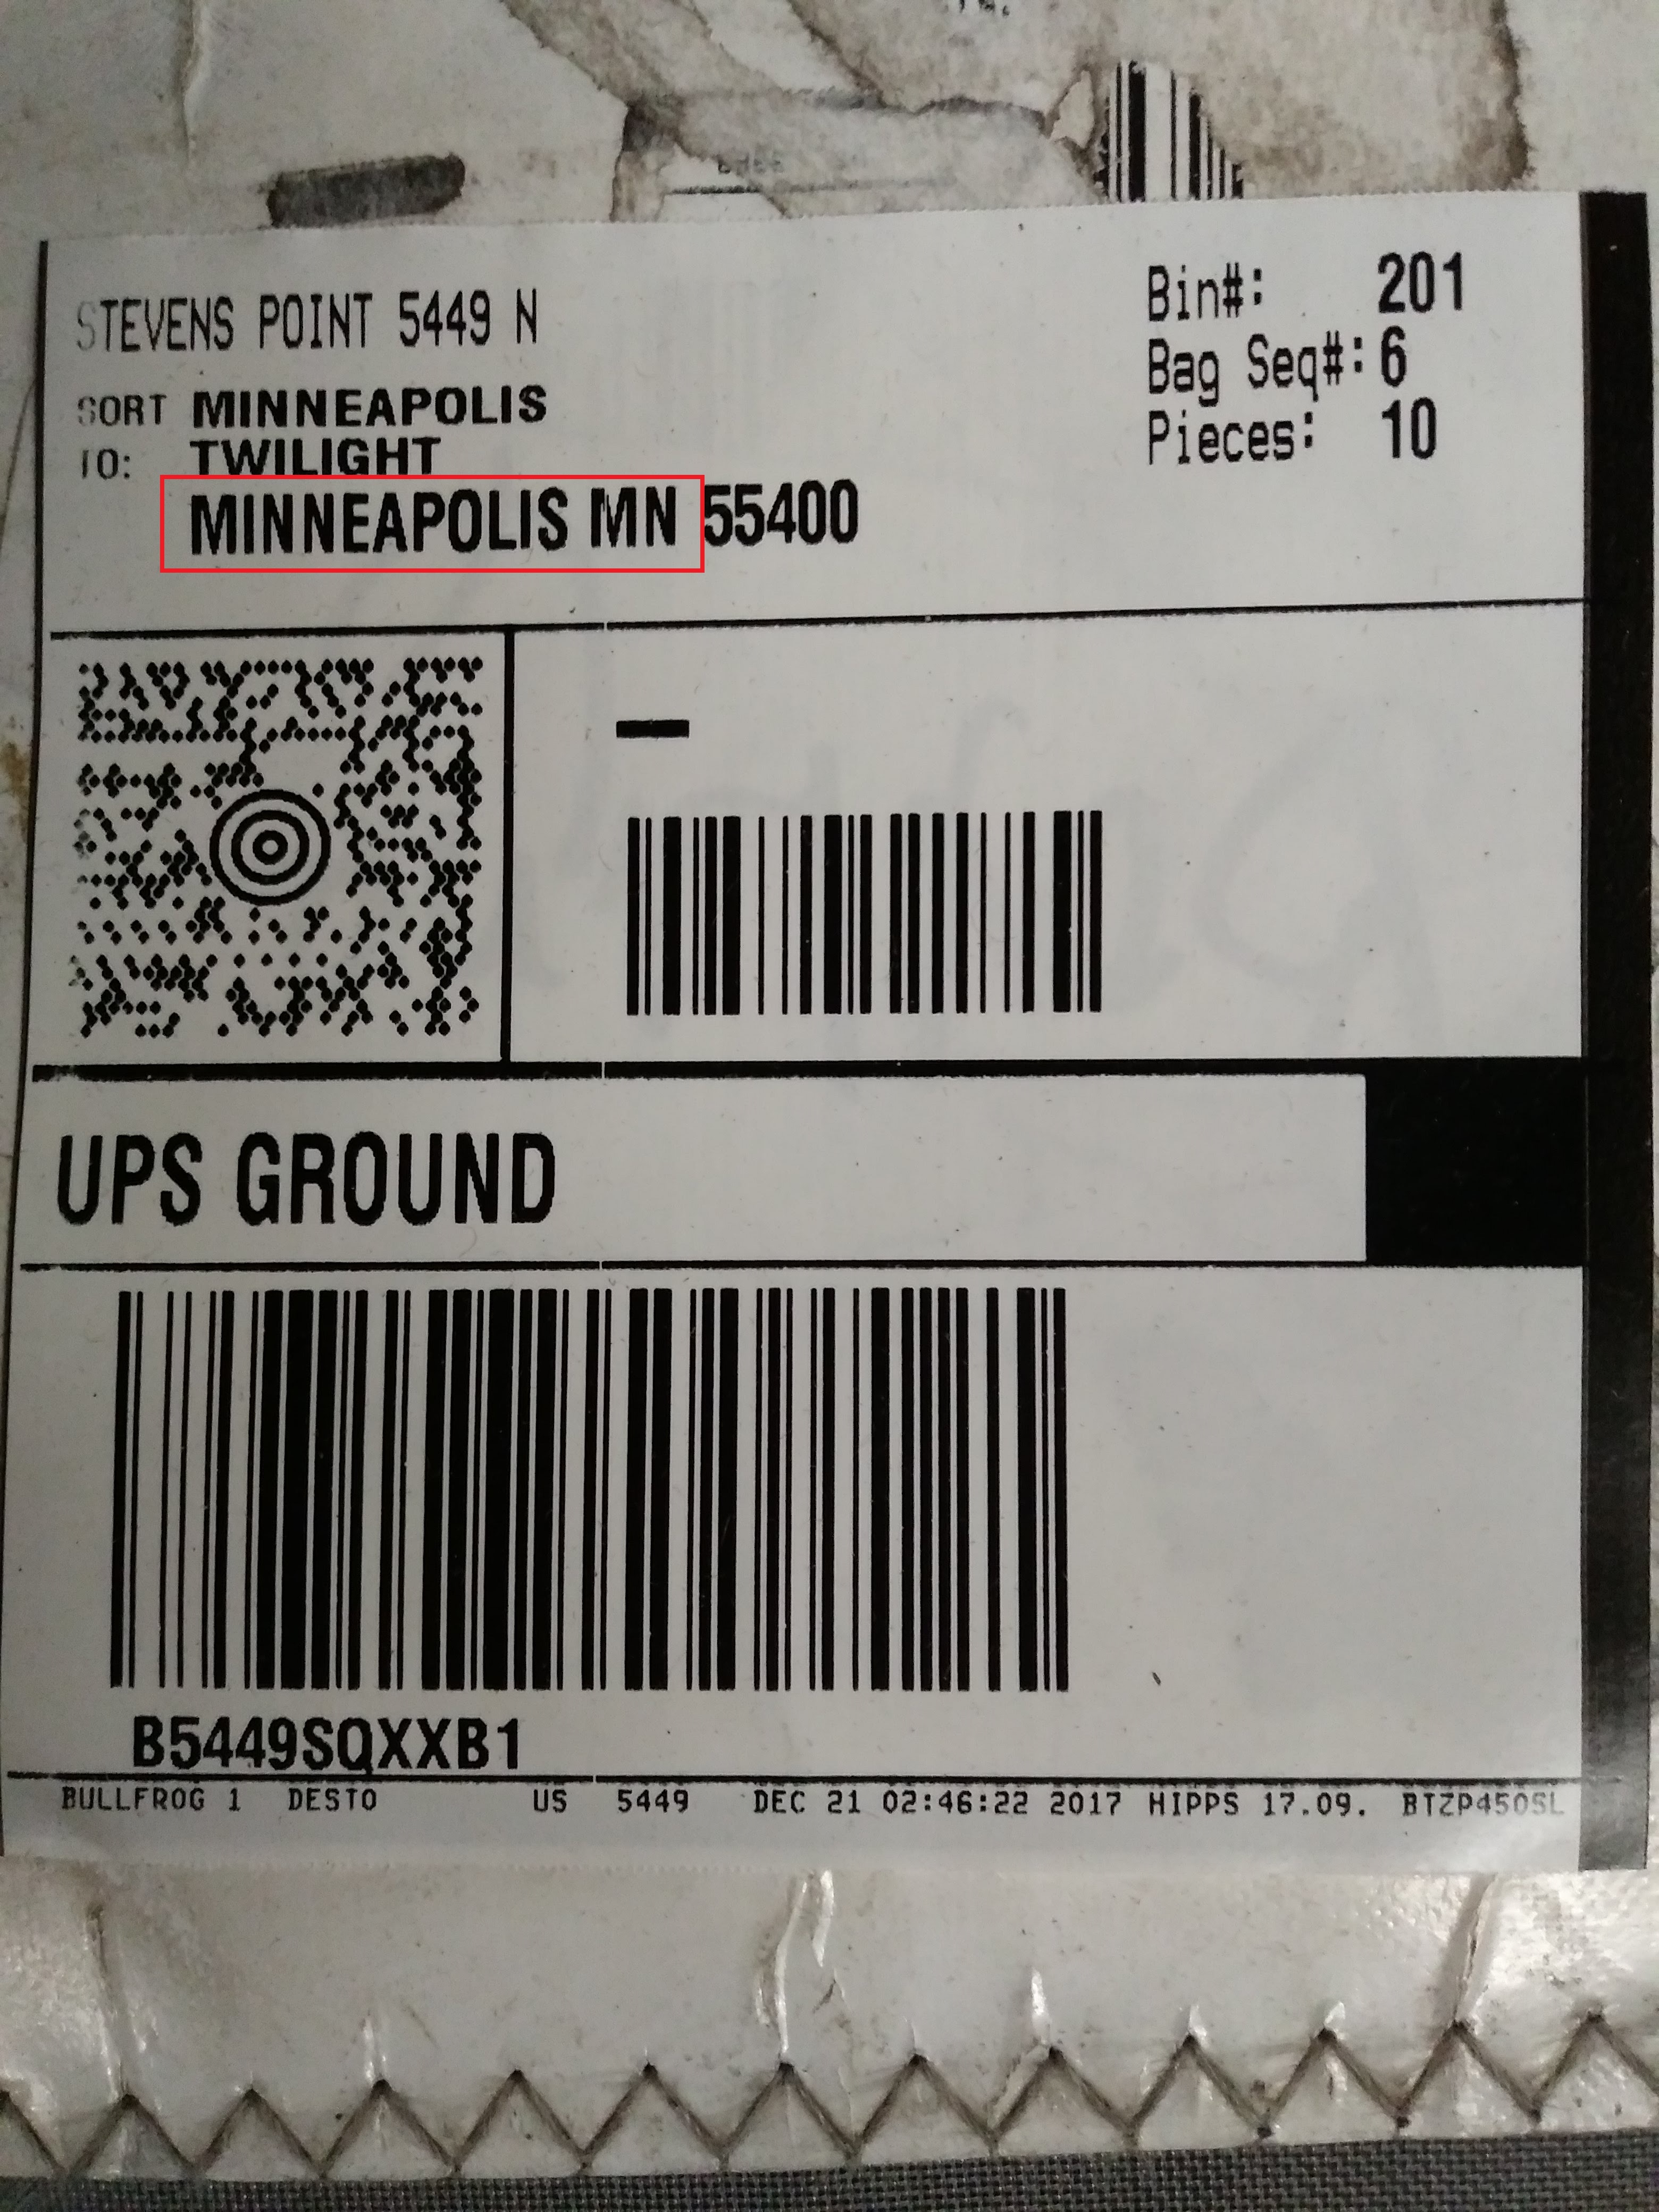 STEVENS POINT 5449 N
Bin#: 201
SORT MINNEAPOLIS
Bag Seq#: 6
TO: TWILIGHT
Pieces: 10
MINNEAPOLIS MN 55400
UPS GROUND
B5449SQXXB1
BULLFROG 1 DESTO US 5449 DEC 21 02:46:22 2017 HIPPS 17.09. BTZP450SL